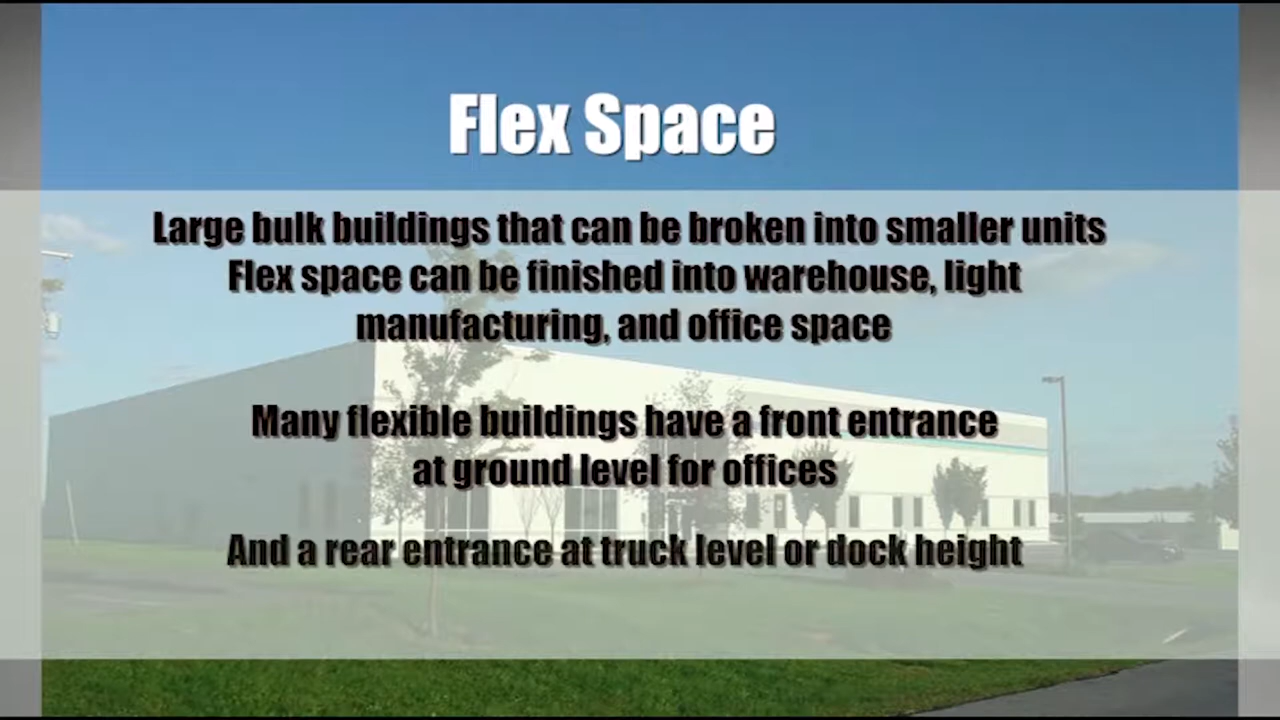 Flex Space
Large bulk buildings that can be broken into smaller units
Flex space can be finished into warehouse, light
manufacturing, and office space
Many flexible buildings have a front entrance
at ground level for offices
And a rear entrance at truck level or dock height